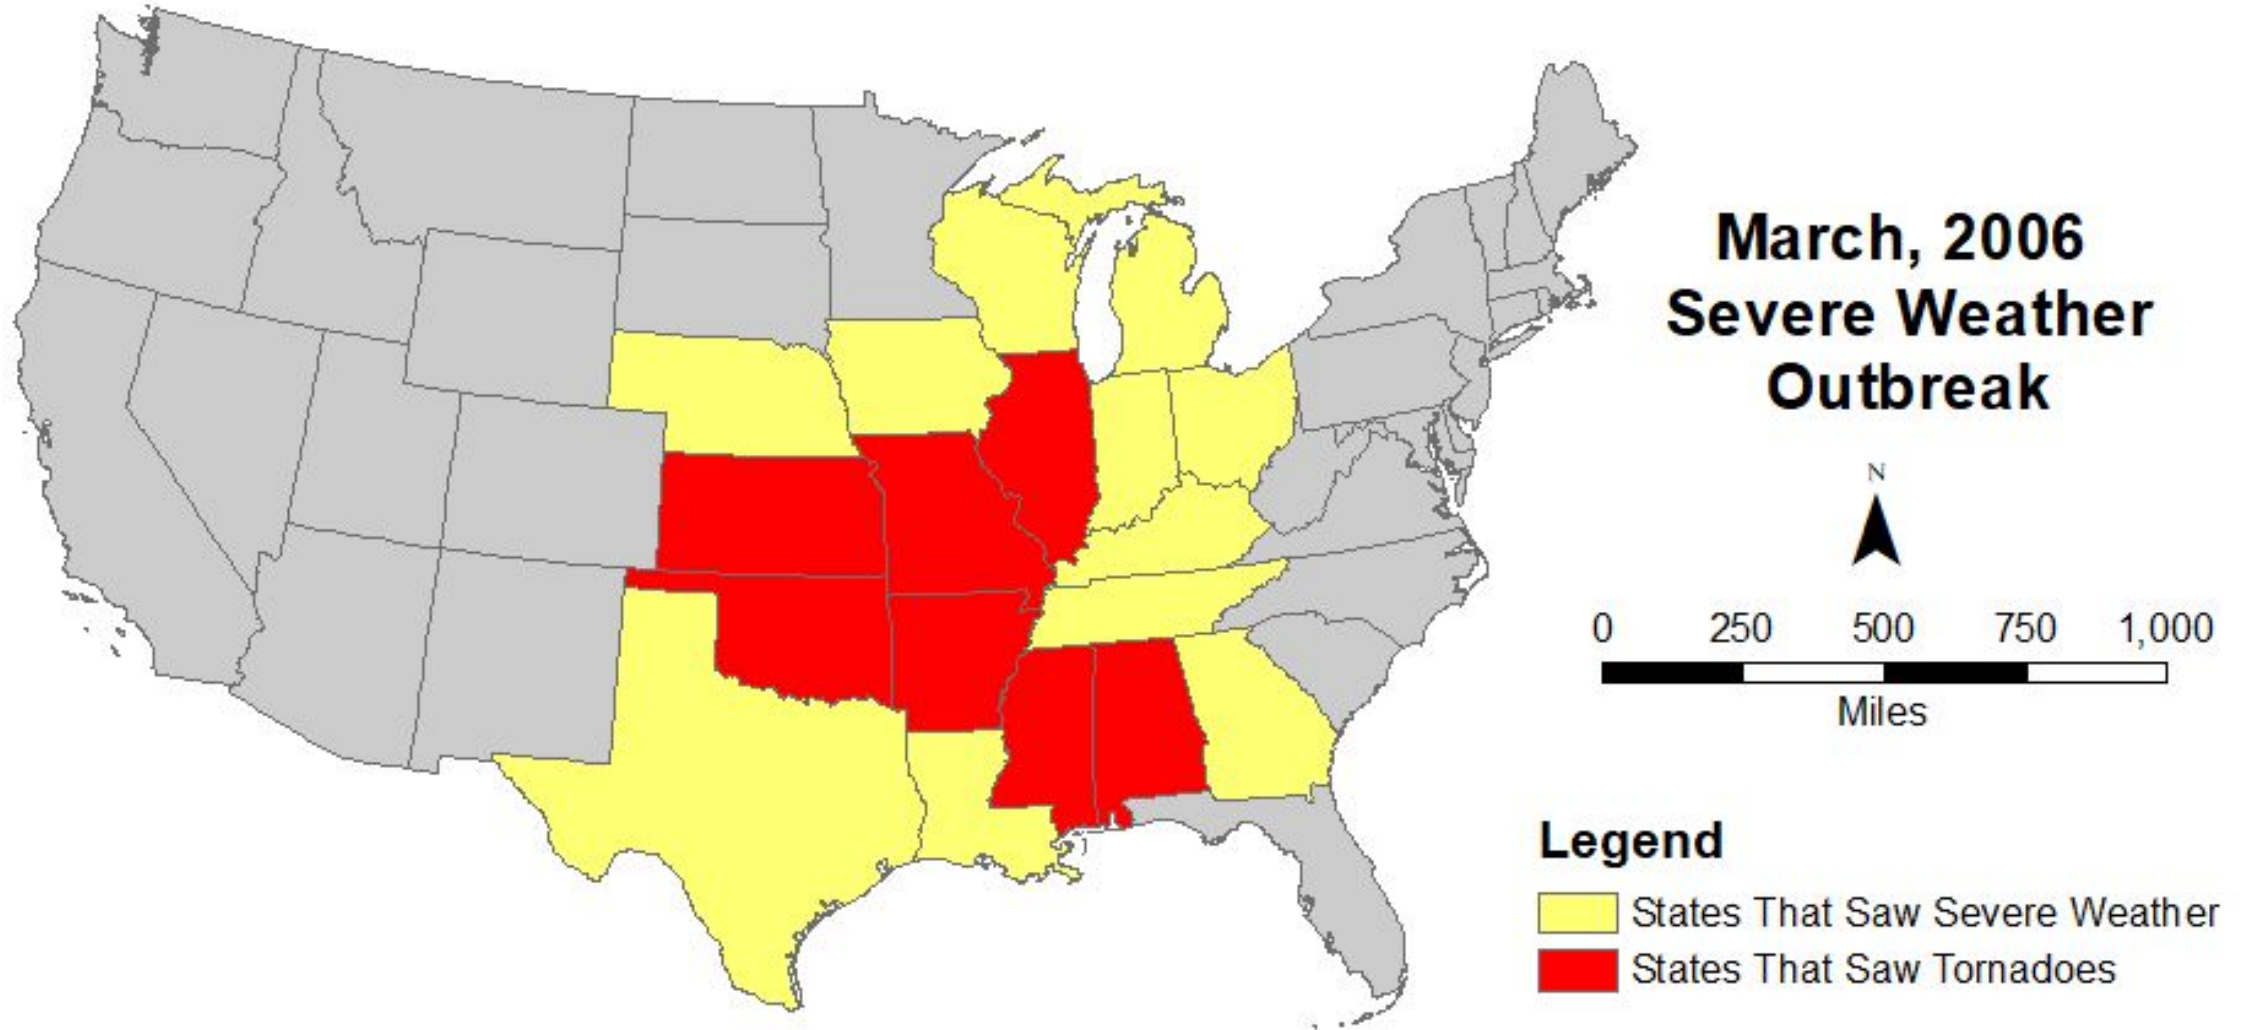 March, 2006
Severe Weather
Outbreak
N
0 250 500 750 1,000
Miles
Legend
States That Saw Severe Weather
States That Saw Tornadoes